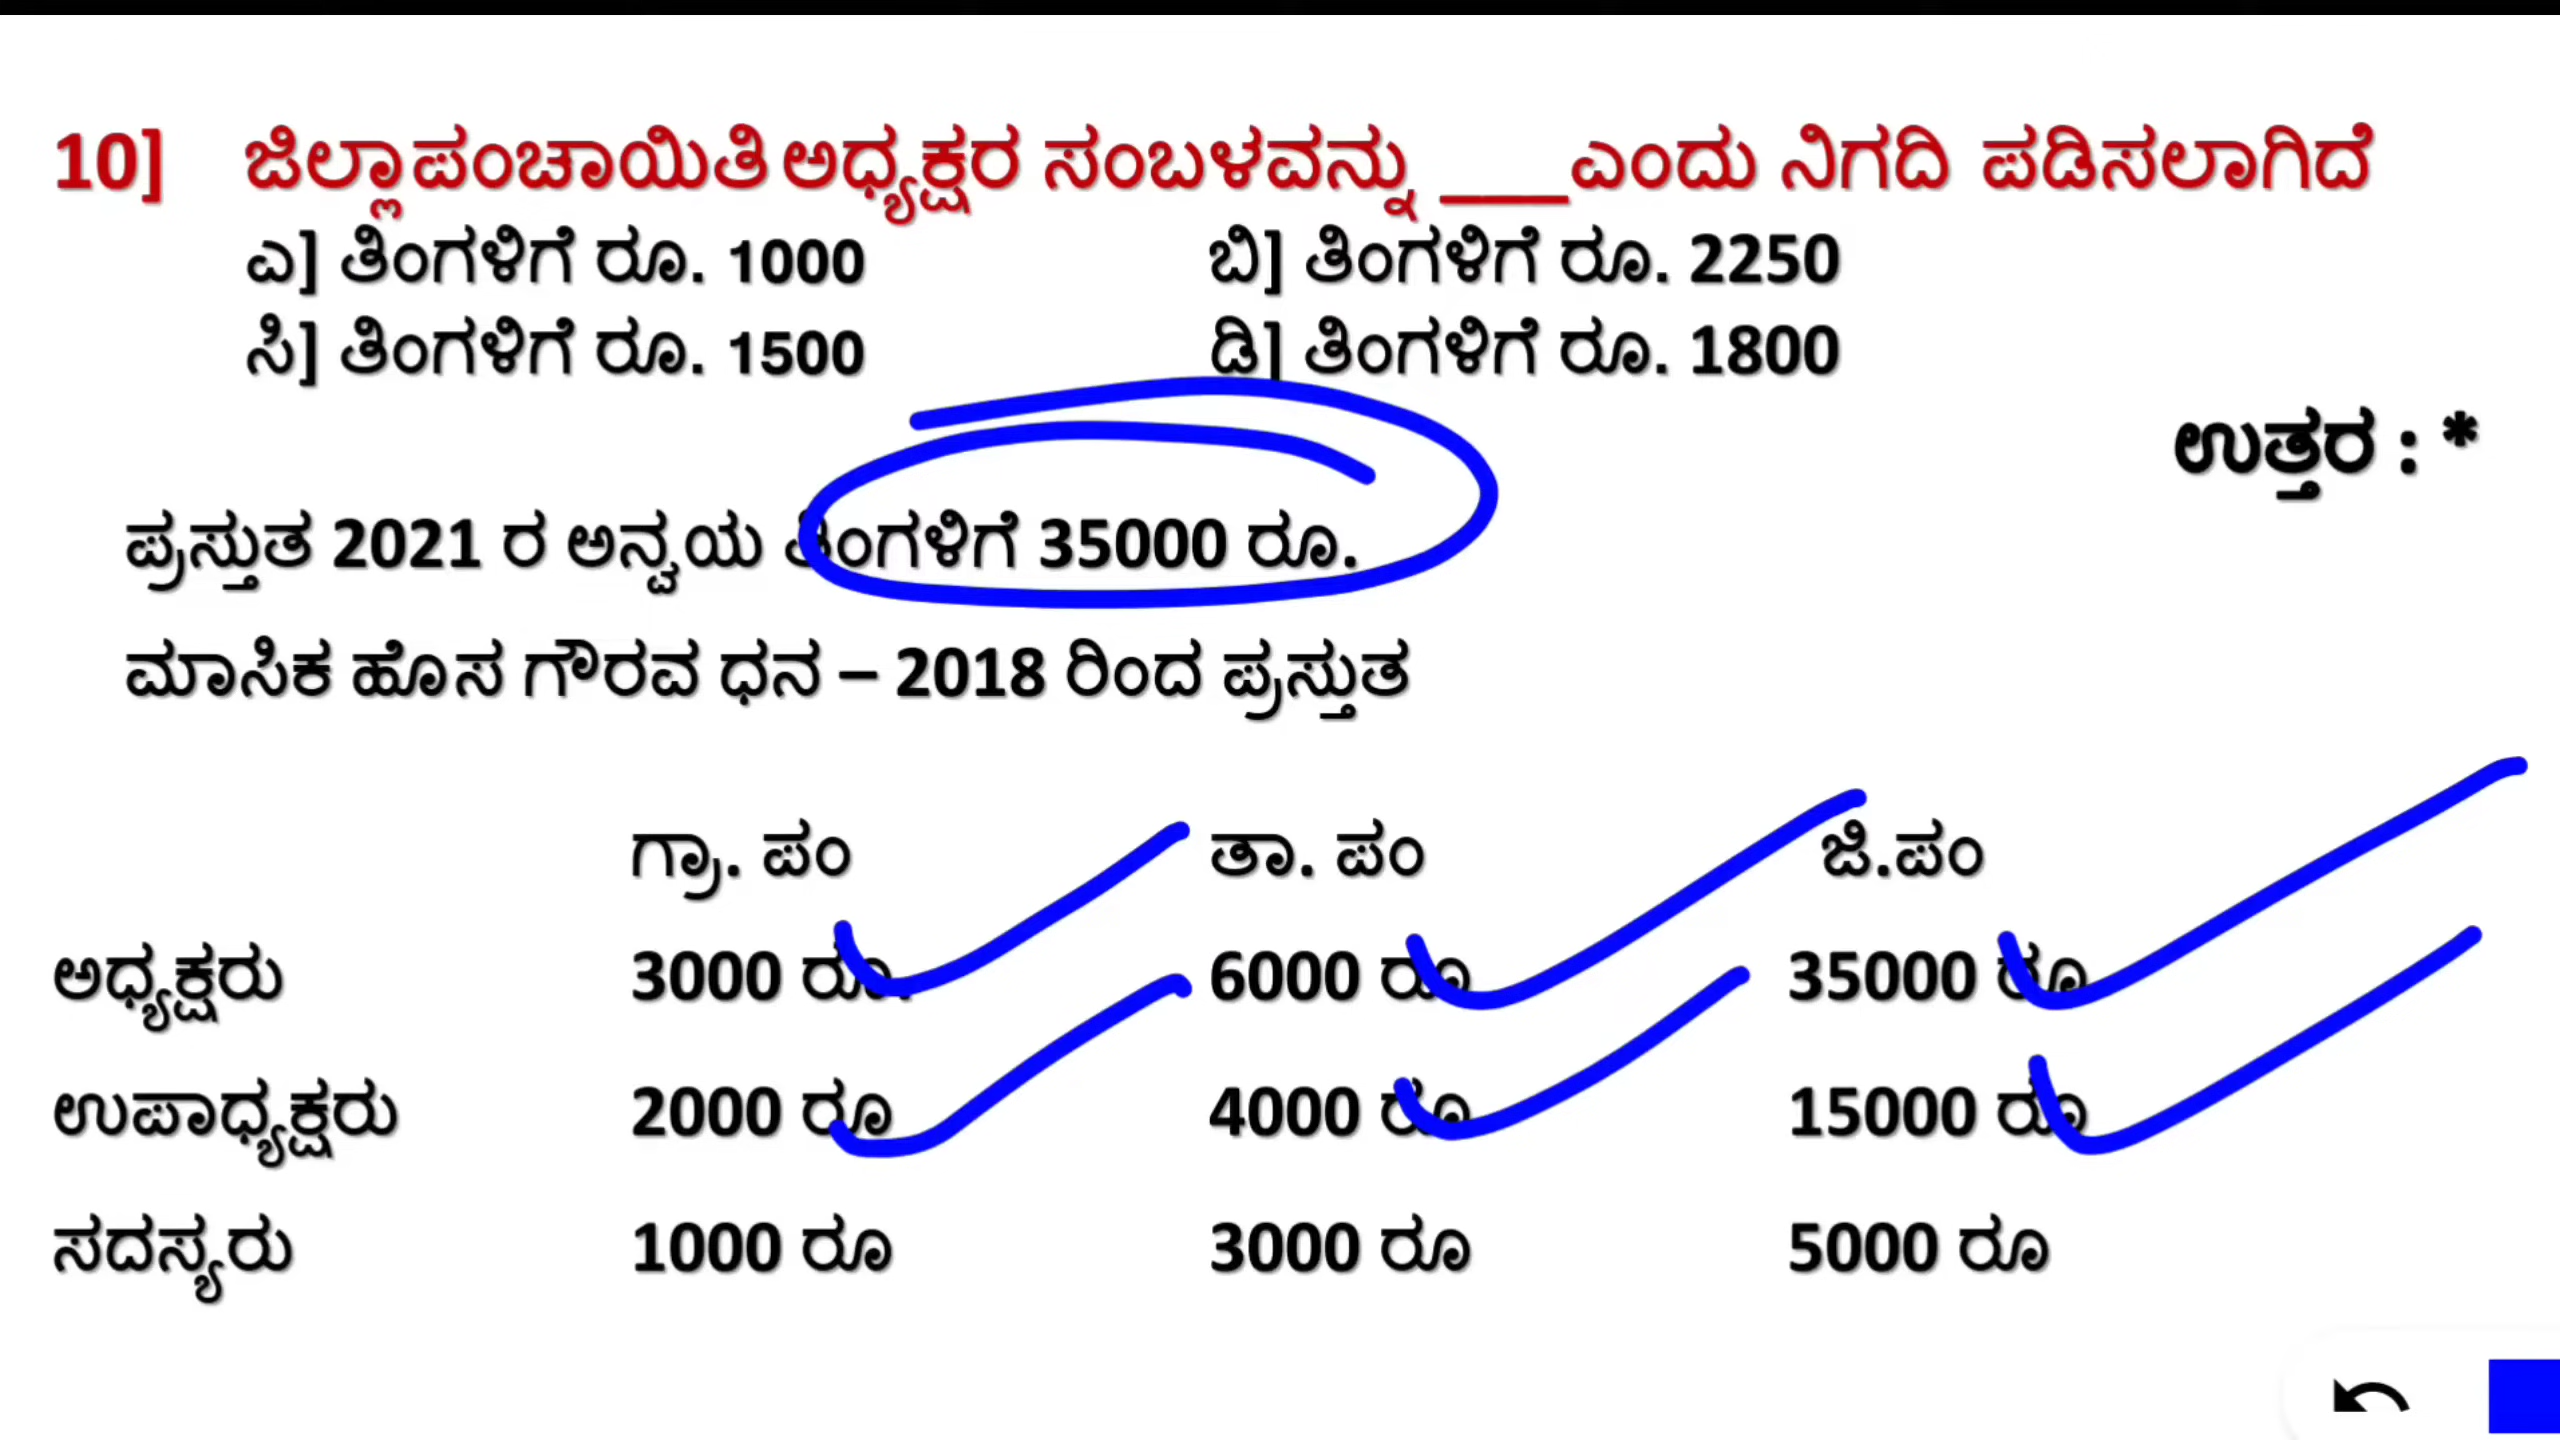 10] ಜಿಲ್ಲಾಪಂಚಾಯಿತಿ ಅಧ್ಯಕ್ಷರ ಸಂಬಳವನ್ನು ___ಎಂದು ನಿಗದಿ ಪಡಿಸಲಾಗಿದೆ
ಎ] ತಿಂಗಳಿಗೆ ರೂ. 1000 ಬಿ] ತಿಂಗಳಿಗೆ ರೂ. 2250
ಸಿ] ತಿಂಗಳಿಗೆ ರೂ. 1500 ಡಿ] ತಿಂಗಳಿಗೆ ರೂ. 1800
ಉತ್ತರ : *
ಪ್ರಸ್ತುತ 2021 ರ ಅನ್ವಯ ತಿಂಗಳಿಗೆ 35000 ರೂ.
ಮಾಸಿಕ ಹೊಸ ಗೌರವ ಧನ – 2018 ರಿಂದ ಪ್ರಸ್ತುತ
ಗ್ರಾ. ಪಂ ತಾ. ಪಂ ಜಿ.ಪಂ
ಅಧ್ಯಕ್ಷರು 3000 ರೂ. 6000 ರೂ 35000 ರೂ
ಉಪಾಧ್ಯಕ್ಷರು 2000 ರೂ 4000 ರೂ 15000 ರೂ
ಸದಸ್ಯರು 1000 ರೂ 3000 ರೂ 5000 ರೂ